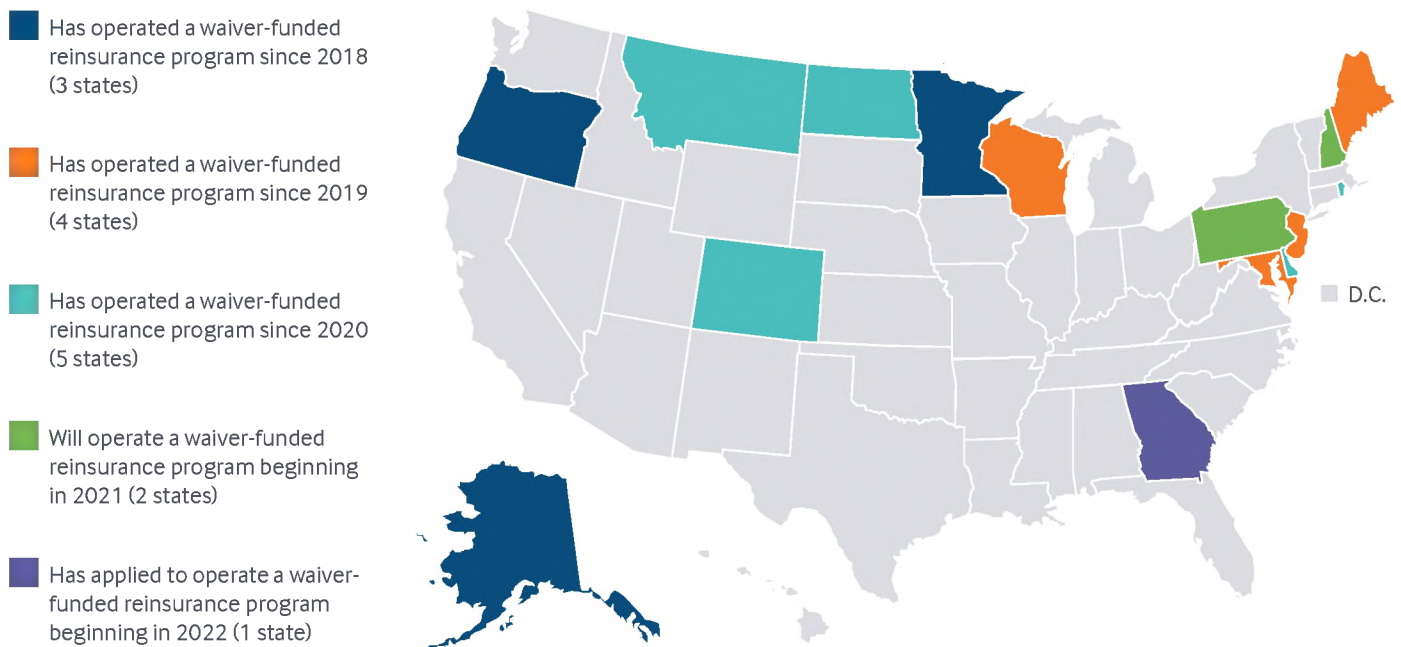 Has operated a waiver-funded
reinsurance program since 2018
(3 states)
Has operated a waiver-funded
reinsurance program since 2019
(4 states)
Has operated a waiver-funded
reinsurance program since 2020
(5 states)
Will operate a waiver-funded
reinsurance program beginning
in 2021 (2 states)
Has applied to operate a waiver-
funded reinsurance program
beginning in 2022 (1 state)
D.C.